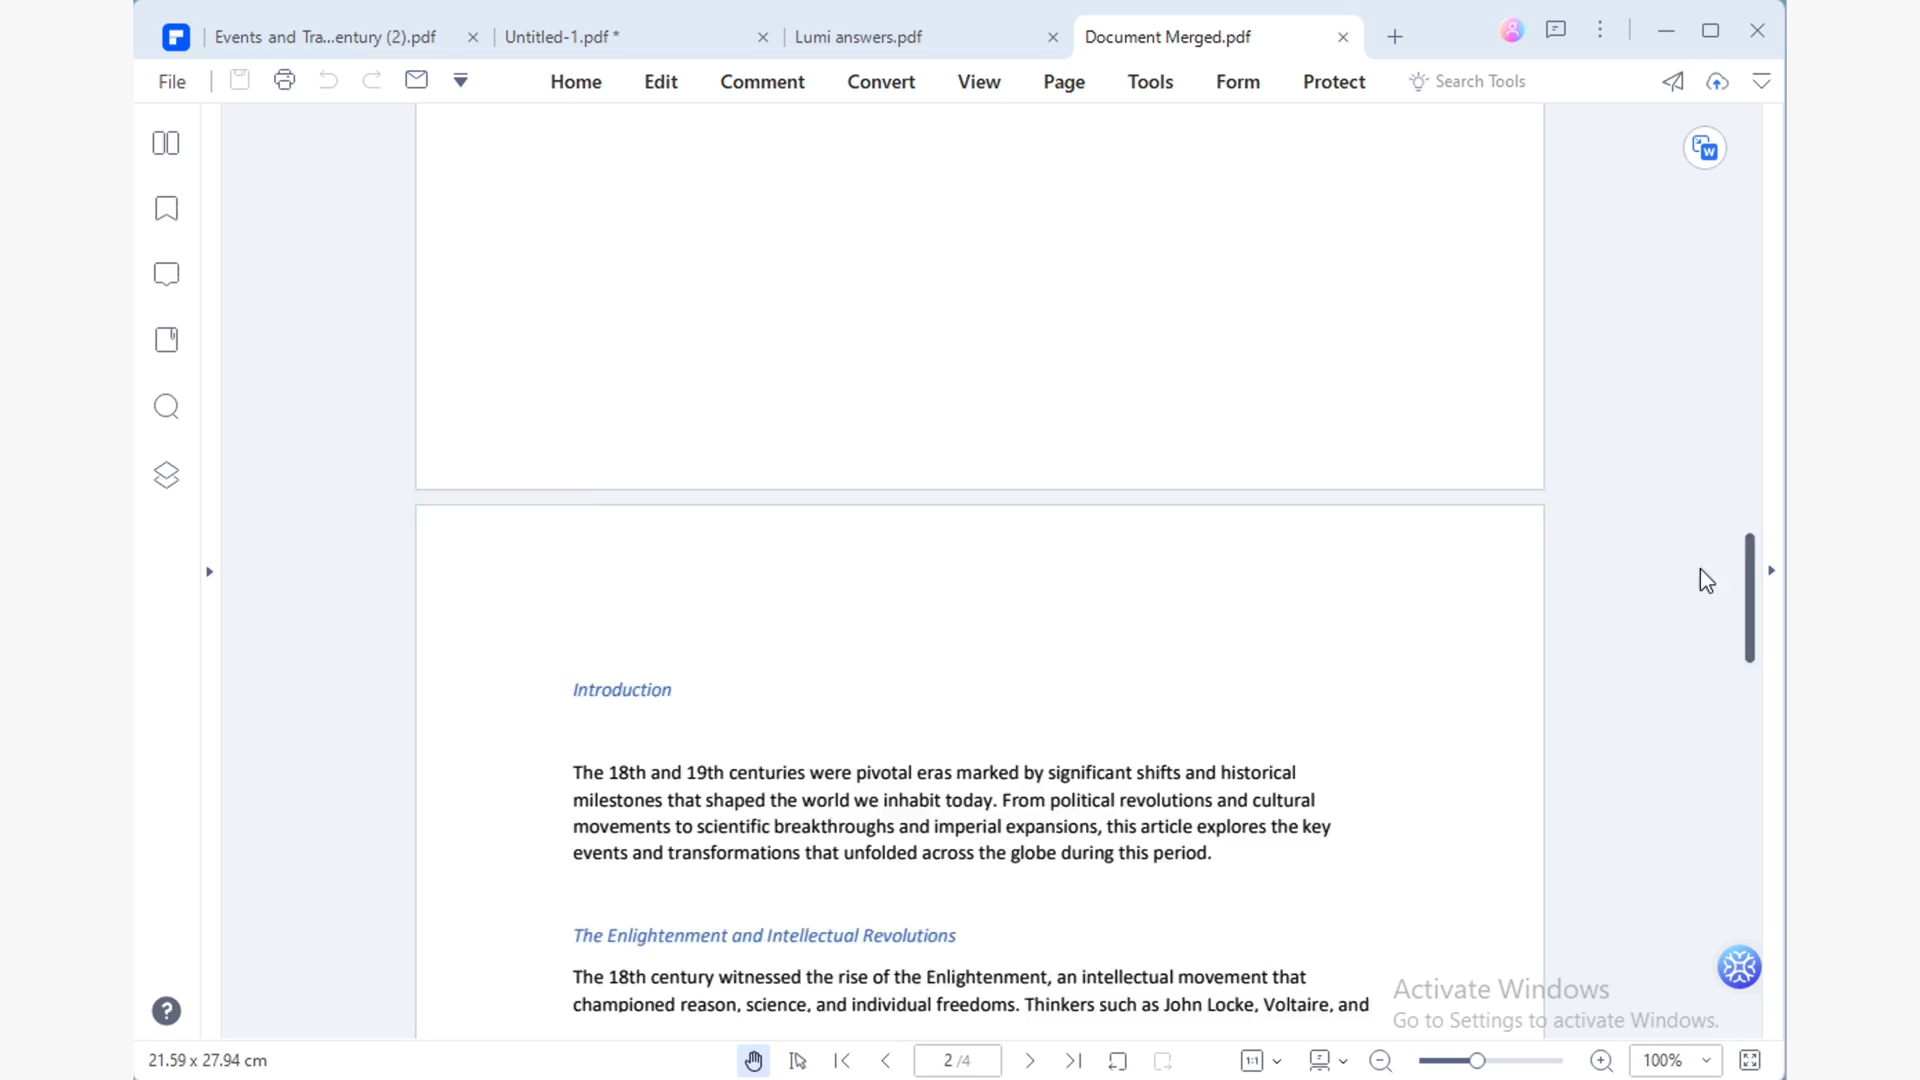 Events and Tra...entury (2).pdf
Untitled-1.pdf *
Lumi answers.pdf
Document Merged.pdf
File
Home
Edit
Comment
Convert
View
Page
Tools
Form
Protect
Search Tools
W
Introduction
The 18th and 19th centuries were pivotal eras marked by significant shifts and historical
milestones that shaped the world we inhabit today. From political revolutions and cultural
movements to scientific breakthroughs and imperial expansions, this article explores the key
events and transformations that unfolded across the globe during this period.
The Enlightenment and Intellectual Revolutions
The 18th century witnessed the rise of the Enlightenment, an intellectual movement that
championed reason, science, and individual freedoms. Thinkers such as John Locke, Voltaire, and
Activate Windows
Go to Settings to activate Windows.
?
21.59 x 27.94 cm
2 /4
1:1
100%